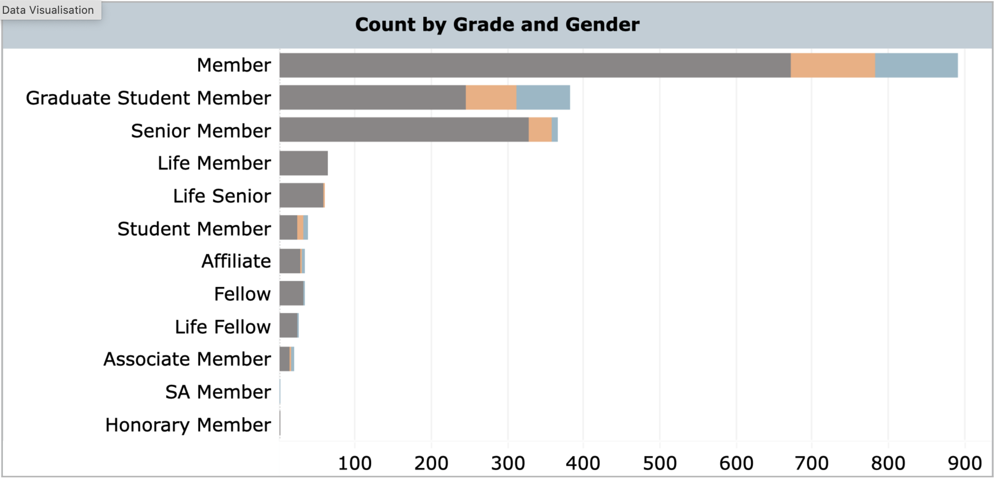 Data Visualisation
Count by Grade and Gender
Member
Graduate Student Member
Senior Member
Life Member
Life Senior
Student Member
Affiliate
Fellow
Life Fellow
Associate Member
SA Member
Honorary Member
100 200 300 400 500 600 700 800 900